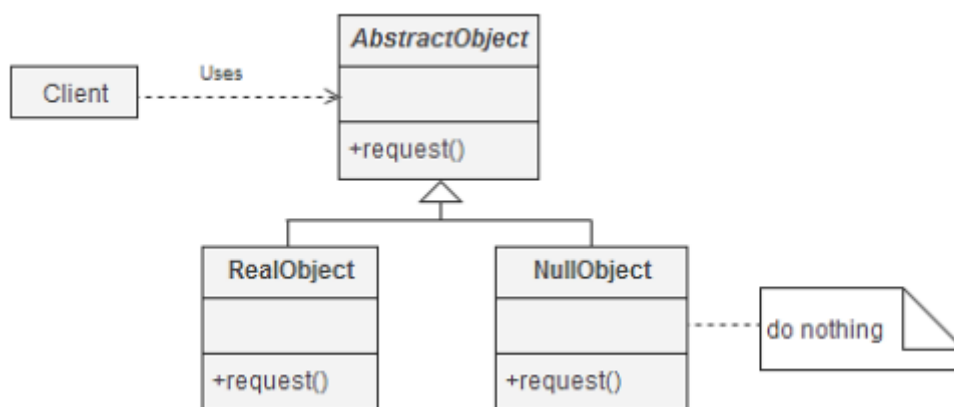 AbstractObject
Uses
Client
+request()
RealObject
NullObject
do nothing
+request()
+request()